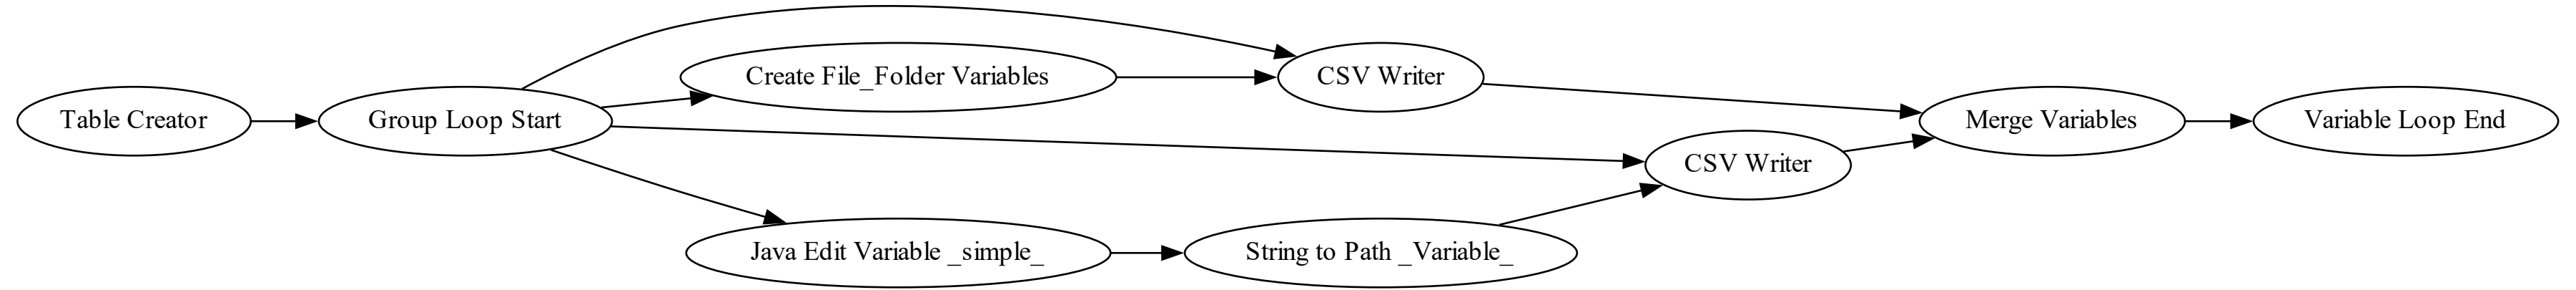 Table Creator
Group Loop Start
Create File_Folder Variables
CSV Writer
CSV Writer
Java Edit Variable _simple_
String to Path _Variable_
Merge Variables
Variable Loop End